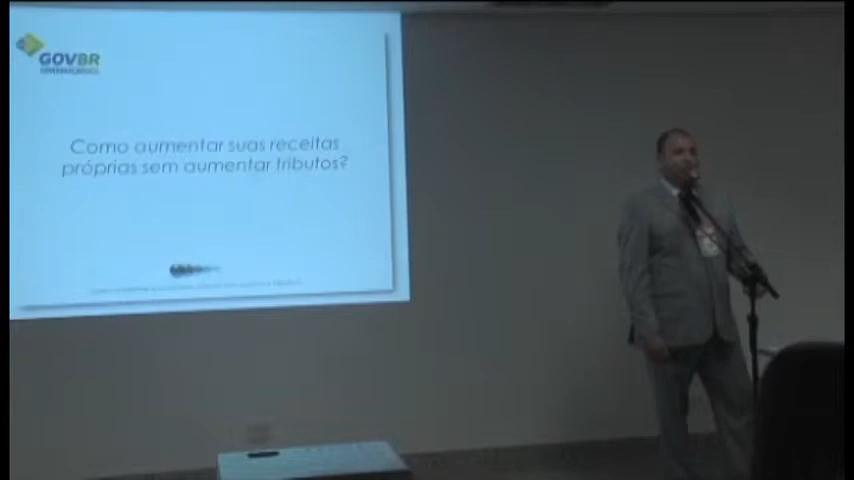 GOVBR
Como aumentar suas receitas
próprias sem aumentar tributos?